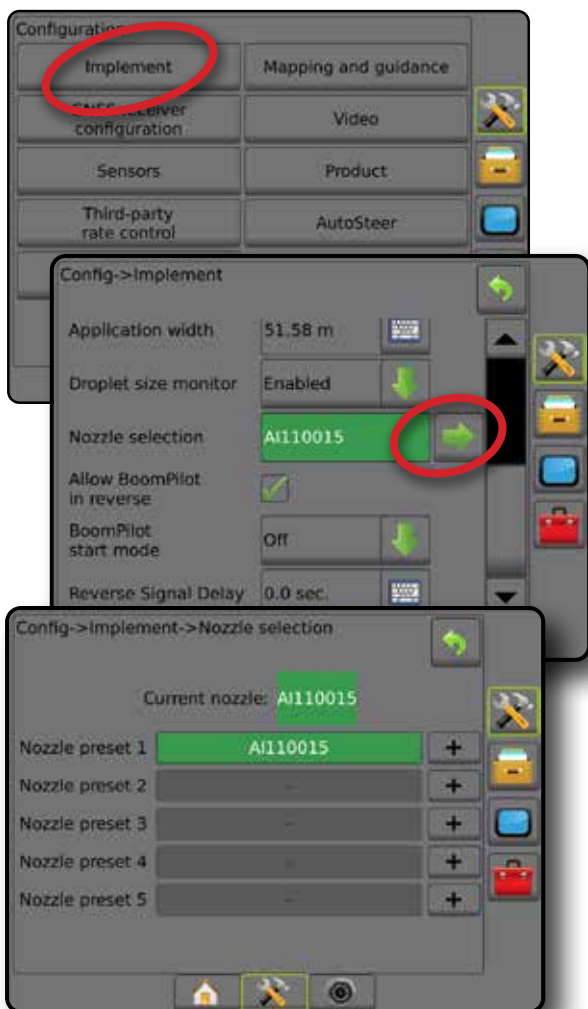 Configuration
Implement
Mapping and guidance
GNSS receiver
configuration
Video
Sensors
Product
Third-party
rate control
AutoSteer
Config->Implement
Application width
51.58 m
Droplet size monitor
Enabled
Nozzle selection
AI110015
Allow BoomPilot
in reverse
BoomPilot
start mode
Off
Reverse Signal Delay
0.0 sec.
Config->Implement->Nozzle selection
Current nozzle: AI110015
Nozzle preset 1 AI110015 +
Nozzle preset 2 - +
Nozzle preset 3 - +
Nozzle preset 4 - +
Nozzle preset 5 - +